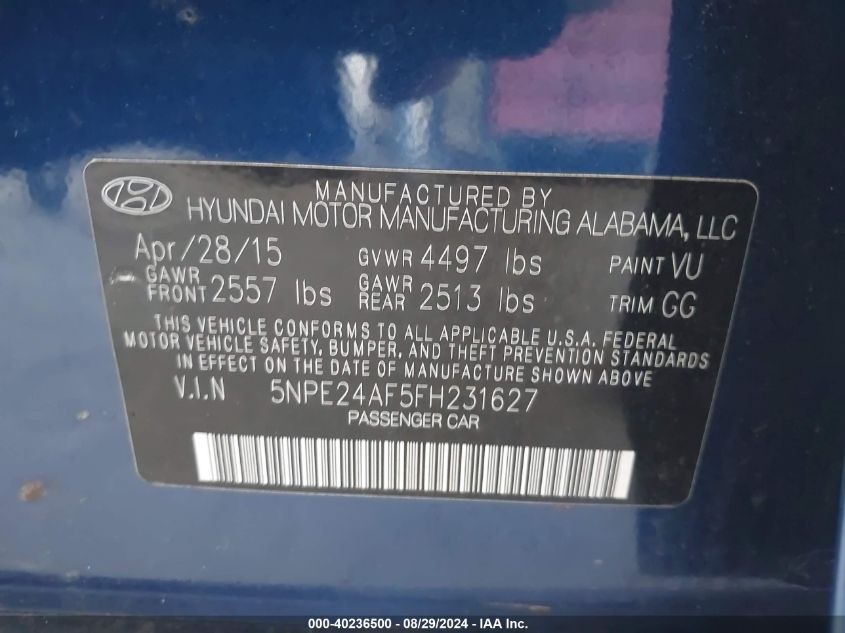 MANUFACTURED BY
HYUNDAI MOTOR MANUFACTURING ALABAMA, LLC
Apr/28/15 GVWR 4497 lbs PAINT VU
GAWR FRONT 2557 lbs GAWR REAR 2513 lbs TRIM GG
THIS VEHICLE CONFORMS TO ALL APPLICABLE U.S.A. FEDERAL
MOTOR VEHICLE SAFETY, BUMPER, AND THEFT PREVENTION STANDARDS
IN EFFECT ON THE DATE OF MANUFACTURE SHOWN ABOVE
V.I.N 5NPE24AF5FH231627
PASSENGER CAR
000-40236500 - 08/29/2024 - IAA Inc.